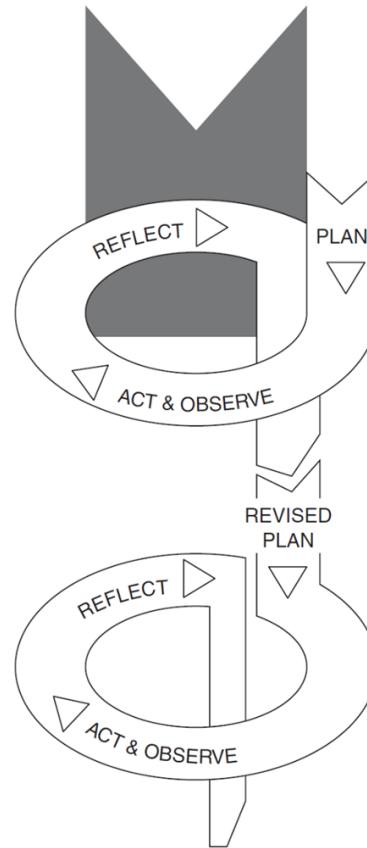 PLAN
REFLECT
ACT & OBSERVE
REVISED
PLAN
REFLECT
ACT & OBSERVE